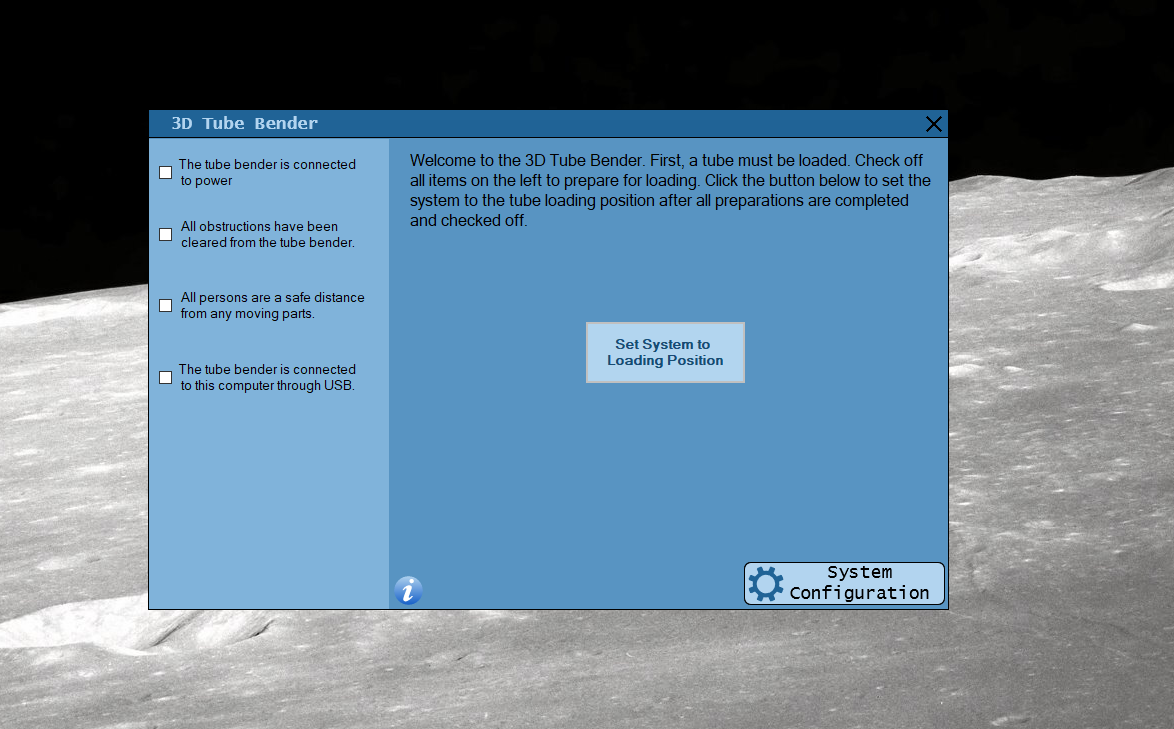 3D Tube Bender
The tube bender is connected
to power
All obstructions have been
cleared from the tube bender.
All persons are a safe distance
from any moving parts.
The tube bender is connected
to this computer through USB.
Welcome to the 3D Tube Bender. First, a tube must be loaded. Check off
all items on the left to prepare for loading. Click the button below to set the
system to the tube loading position after all preparations are completed
and checked off.
Set System to
Loading Position
i
System
Configuration